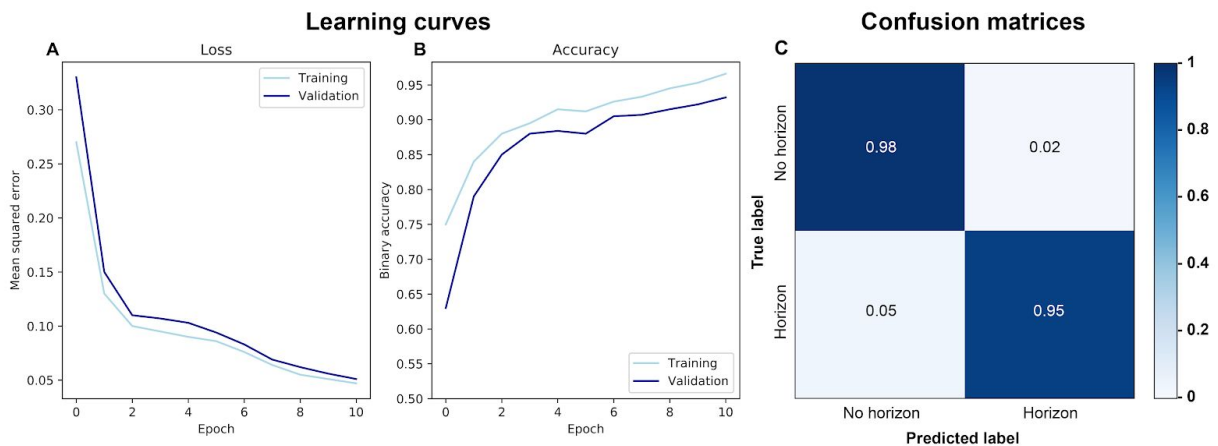 Learning curves
Confusion matrices
A
Loss
B
Accuracy
C
Training
Validation
Mean squared error
0.30
0.25
0.20
0.15
0.10
0.05
0 2 4 6 8 10
Epoch
Binary accuracy
0.95
0.90
0.85
0.80
0.75
0.70
0.65
0.60
0.55
0.50
Training
Validation
0 2 4 6 8 10
Epoch
True label
No horizon
Horizon
0.98 0.02
0.05 0.95
No horizon Horizon
Predicted label
1
0.8
0.6
0.4
0.2
0